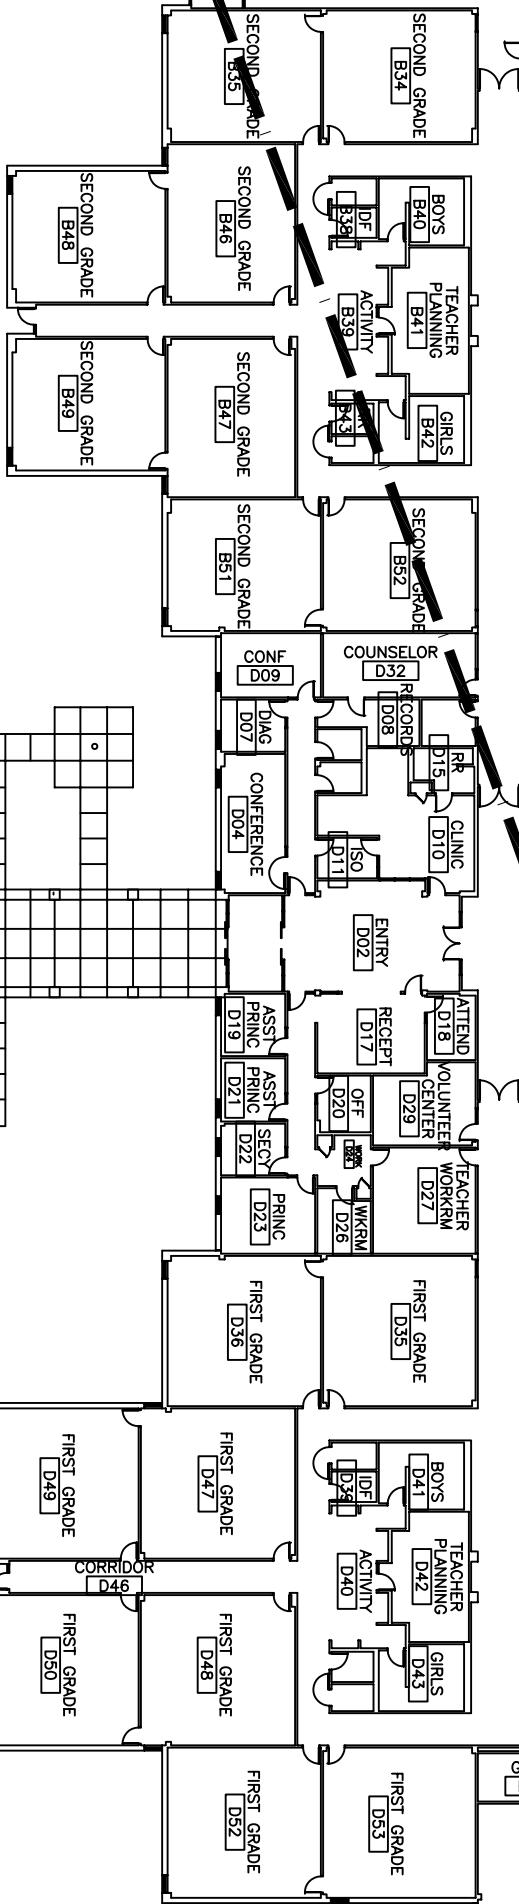 SECOND GRADE
B35
SECOND GRADE
B34
SECOND GRADE
B48
SECOND GRADE
B46
IDF
B38
BOYS
B40
ACTIVITY
B39
TEACHER
PLANNING
B41
SECOND GRADE
B49
SECOND GRADE
B47
B43
GIRLS
B42
SECOND GRADE
B51
SECOND GRADE
B52
CONF
D09
COUNSELOR
D32
DIAG
D07
RECORDS
D08
RR
D15
CONFERENCE
D04
CLINIC
D10
ISO
D11
ENTRY
D02
ASST
PRINC
D19
RECEPT
D17
ATTEND
D18
ASST
PRINC
D21
OFF
D20
VOLUNTEER
CENTER
D29
SECY
D22
WORK
D24
TEACHER
WORKRM
D27
PRINC
D23
WKRM
D26
FIRST GRADE
D36
FIRST GRADE
D35
FIRST GRADE
D49
FIRST GRADE
D47
IDF
D39
BOYS
D41
CORRIDOR
D46
ACTIVITY
D40
TEACHER
PLANNING
D42
FIRST GRADE
D50
FIRST GRADE
D48
GIRLS
D43
FIRST GRADE
D52
FIRST GRADE
D53